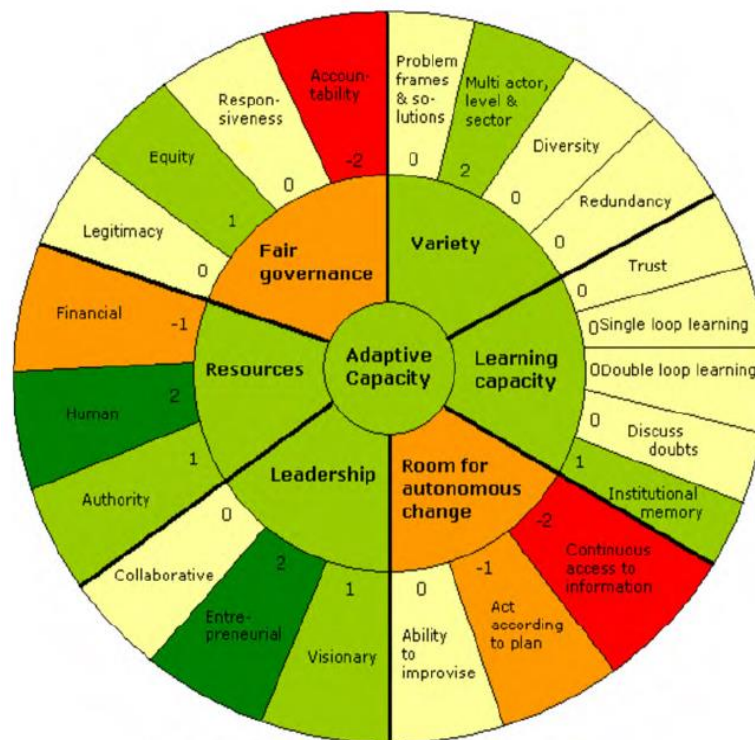 Adaptive
Capacity
Variety
Problem
frames
& so-
lutions
0
Multi actor,
level &
sector
2
Diversity
0
Redundancy
0
Learning
capacity
Trust
0
Single loop learning
0
Double loop learning
0
Discuss
doubts
0
Institutional
memory
1
Room for
autonomous
change
Continuous
access to
information
-2
Act
according
to plan
-1
Ability
to
improvise
0
Leadership
Visionary
1
Entre-
preneurial
2
Collaborative
0
Resources
Authority
1
Human
2
Financial
-1
Fair
governance
Legitimacy
0
Equity
1
Respon-
siveness
0
Accoun-
tability
-2